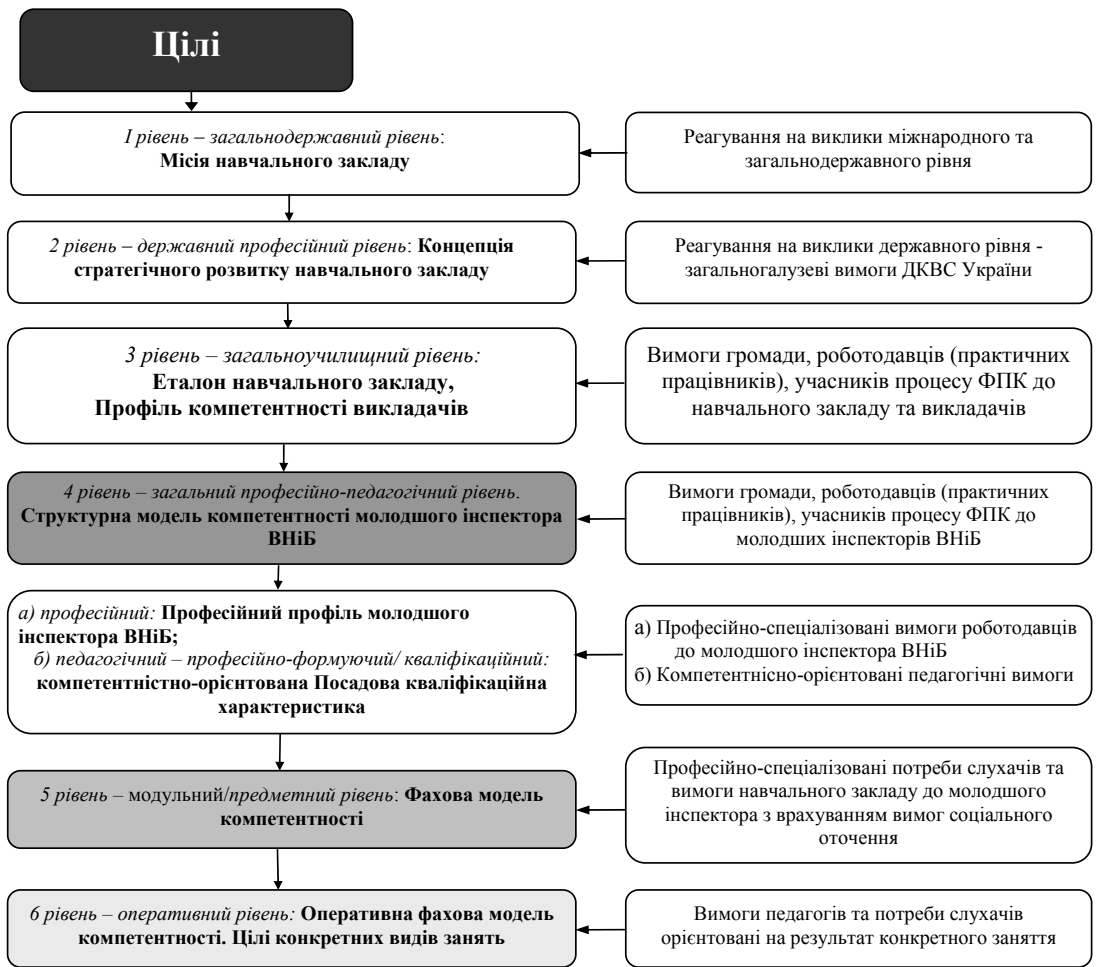 Цілі
І рівень – загальнодержавний рівень:
Місія навчального закладу
Реагування на виклики міжнародного та
загальнодержавного рівня
2 рівень – державний професійний рівень: Концепція
стратегічного розвитку навчального закладу
Реагування на виклики державного рівня -
загальногалузеві вимоги ДКВС України
3 рівень – загальноучилищний рівень:
Еталон навчального закладу,
Профіль компетентності викладачів
Вимоги громади, роботодавців (практичних
працівників), учасників процесу ФПК до
навчального закладу та викладачів
4 рівень – загальний професійно-педагогічний рівень.
Структурна модель компетентності молодшого інспектора
ВНіБ
Вимоги громади, роботодавців (практичних
працівників), учасників процесу ФПК до
молодших інспекторів ВНіБ
а) професійний: Професійний профіль молодшого
інспектора ВНіБ;
б) педагогічний – професійно-формуючий/ кваліфікаційний:
компетентністно-орієнтована Посадова кваліфікаційна
характеристика
а) Професійно-спеціалізовані вимоги роботодавців
до молодшого інспектора ВНіБ
б) Компетентнісно-орієнтовані педагогічні вимоги
5 рівень – модульний/предметний рівень: Фахова модель
компетентності
Професійно-спеціалізовані потреби слухачів та
вимоги навчального закладу до молодшого
інспектора з врахуванням вимог соціального
оточення
6 рівень – оперативний рівень: Оперативна фахова модель
компетентності. Цілі конкретних видів занять
Вимоги педагогів та потреби слухачів
орієнтовані на результат конкретного заняття